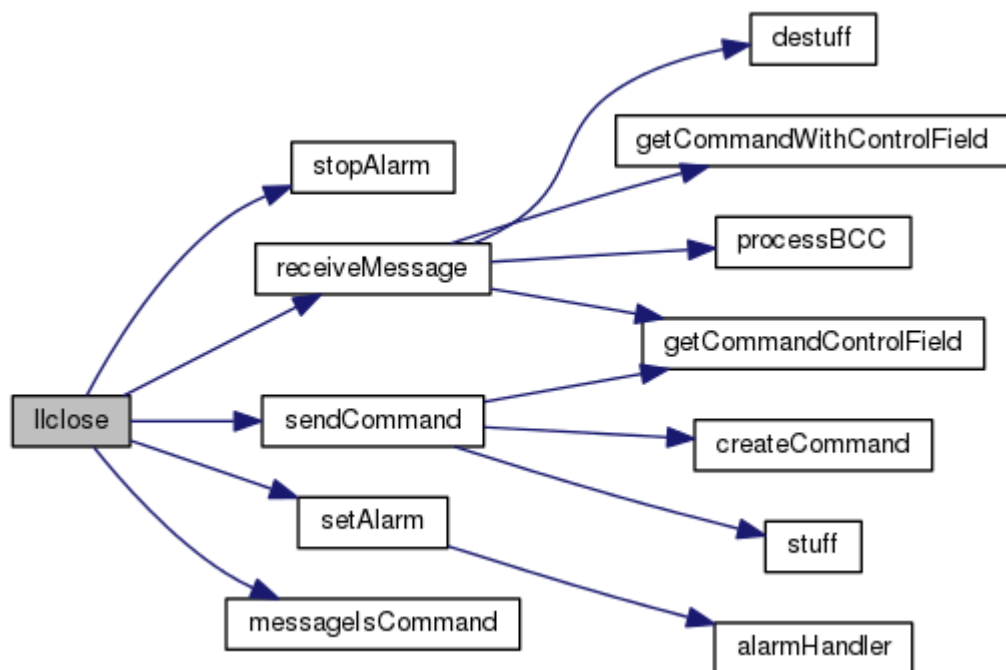 destuff
getCommandWithControlField
stopAlarm
processBCC
receiveMessage
getCommandControlField
llclose
sendCommand
createCommand
setAlarm
stuff
messageIsCommand
alarmHandler